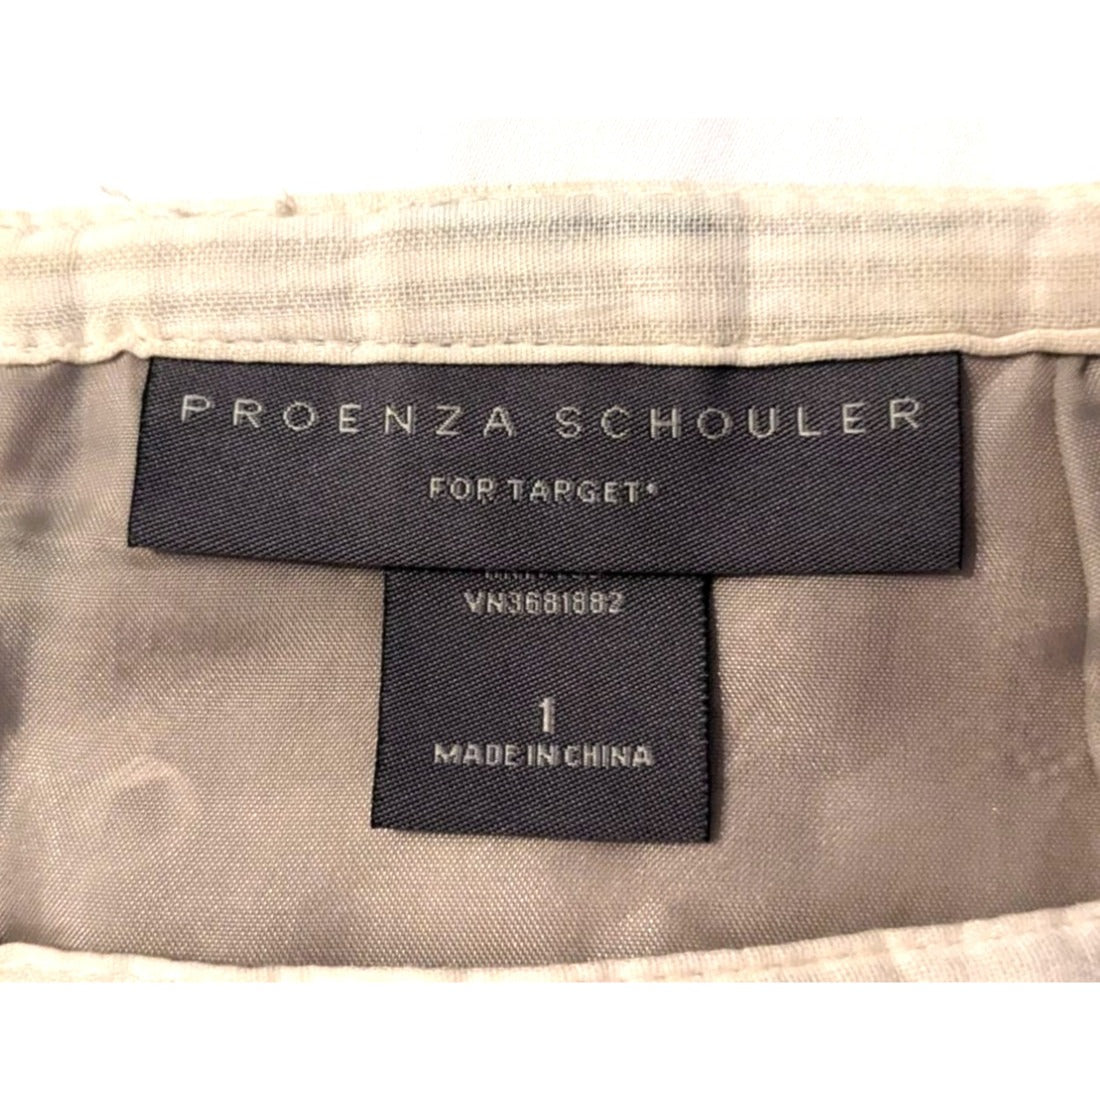 PROENZA SCHOULER
FOR TARGET®
VN3681882
1
MADE IN CHINA